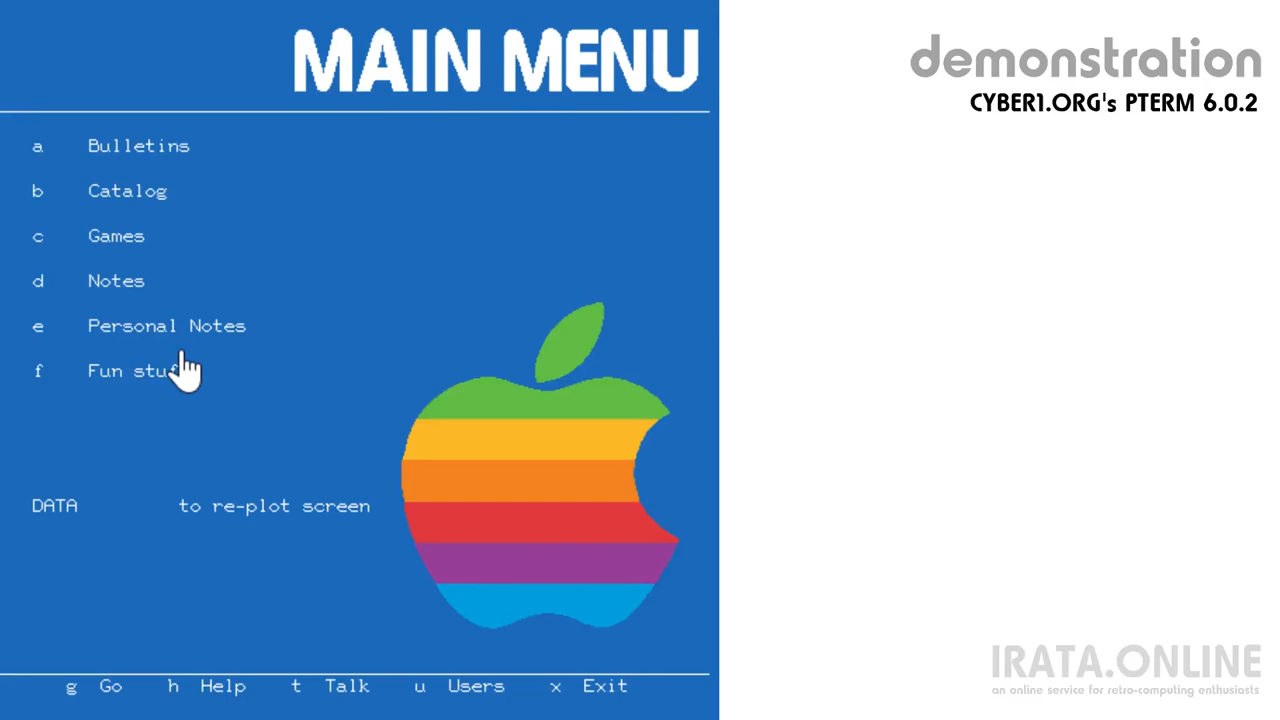 MAIN MENU
a Bulletins
b Catalog
c Games
d Notes
e Personal Notes
f Fun
DATA to re-plot screen
g Go h Help t Talk u Users x Exit
demonstration
CYBER1.ORG's PTERM 6.0.2
IRATA.ONLINE
an online service for retro-computing enthusiasts